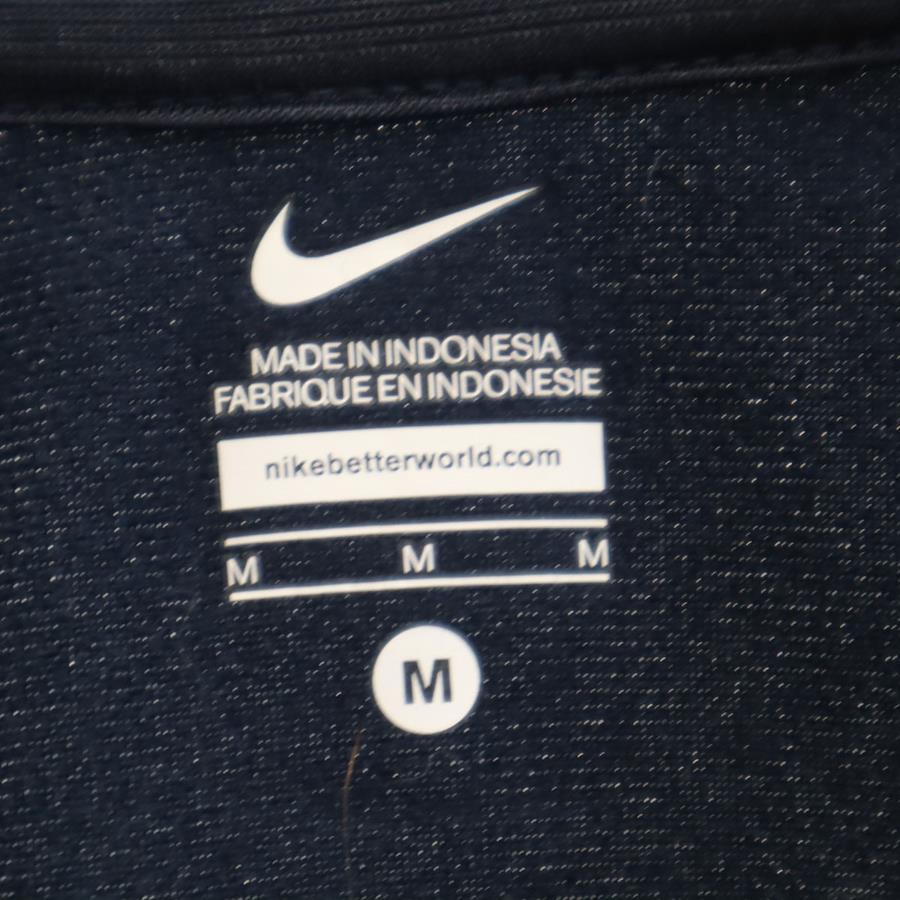 MADE IN INDONESIA
FABRIQUE EN INDONESIE
nikebetterworld.com
M M M
M